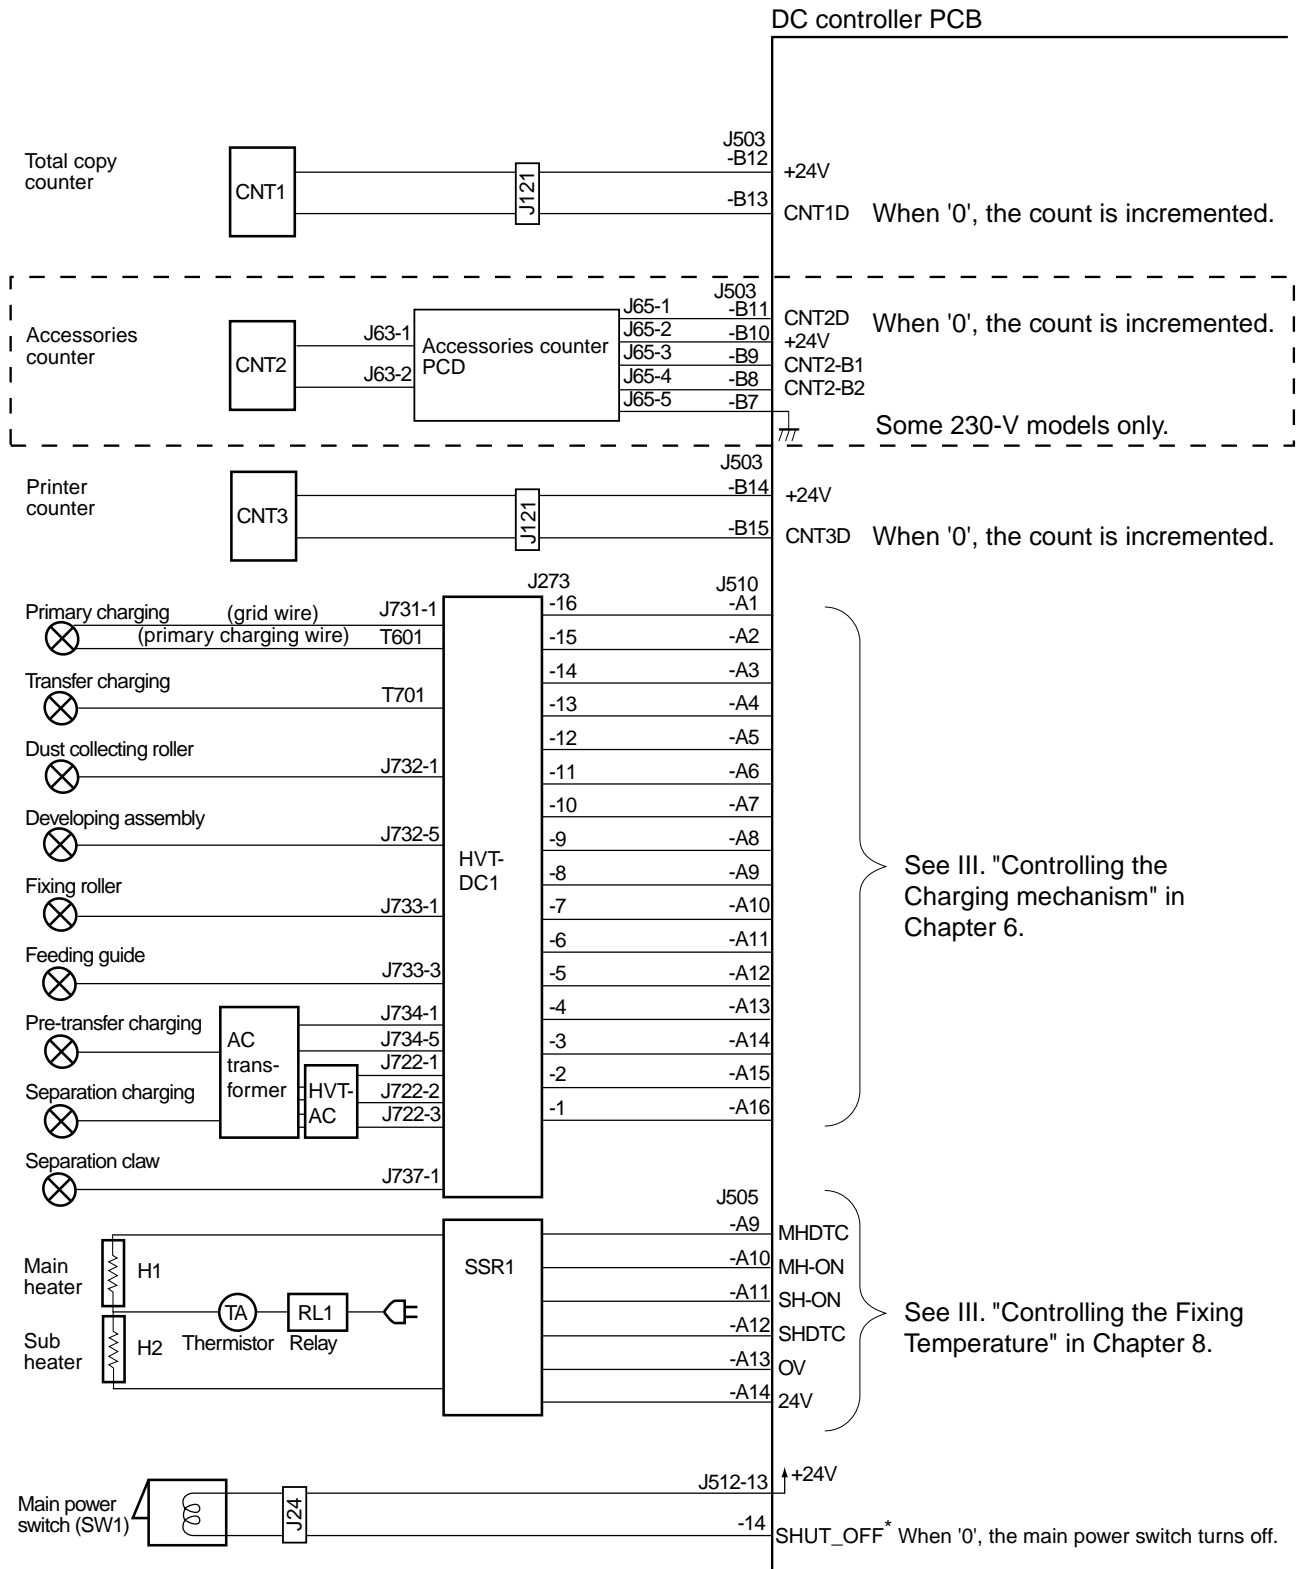 DC controller PCB
J503
Total copy
counter
CNT1
J121
-B12
+24V
-B13
CNT1D
When '0', the count is incremented.
J503
Accessories
counter
CNT2
J63-1
J63-2
Accessories counter
PCD
J65-1
-B11
CNT2D
When '0', the count is incremented.
J65-2
-B10
+24V
J65-3
-B9
CNT2-B1
J65-4
-B8
CNT2-B2
J65-5
-B7
Some 230-V models only.
J503
Printer
counter
CNT3
J121
-B14
+24V
-B15
CNT3D
When '0', the count is incremented.
J273
J510
Primary charging
(grid wire)
J731-1
(primary charging wire)
T601
Transfer charging
T701
Dust collecting roller
J732-1
Developing assembly
J732-5
Fixing roller
J733-1
Feeding guide
J733-3
Pre-transfer charging
J734-1
J734-5
AC
trans-
former
J722-1
HVT-
AC
J722-2
J722-3
Separation charging
Separation claw
J737-1
HVT-
DC1
-16
-A1
-15
-A2
-14
-A3
-13
-A4
-12
-A5
-11
-A6
-10
-A7
-9
-A8
-8
-A9
-7
-A10
-6
-A11
-5
-A12
-4
-A13
-3
-A14
-2
-A15
-1
-A16
See III. "Controlling the
Charging mechanism" in
Chapter 6.
J505
Main
heater
H1
Sub
heater
H2
TA
Thermistor
RL1
Relay
SSR1
-A9
MHDTC
-A10
MH-ON
-A11
SH-ON
-A12
SHDTC
-A13
OV
-A14
24V
See III. "Controlling the Fixing
Temperature" in Chapter 8.
Main power
switch (SW1)
J24
J512-13
+24V
-14
SHUT_OFF* When '0', the main power switch turns off.